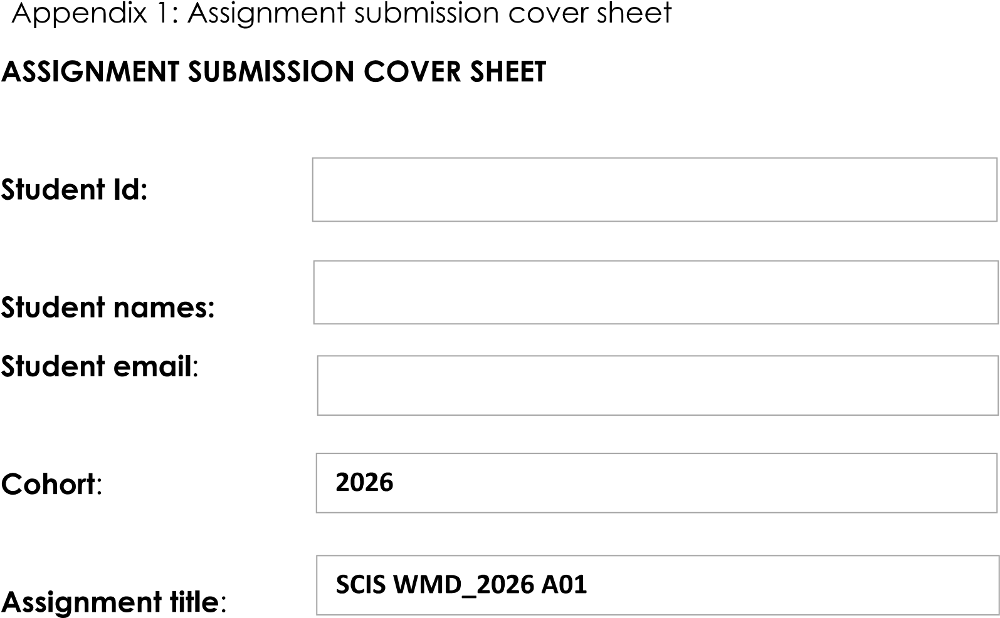 Appendix 1: Assignment submission cover sheet
ASSIGNMENT SUBMISSION COVER SHEET
Student Id:
Student names:
Student email:
Cohort: 2026
Assignment title: SCIS WMD_2026 A01